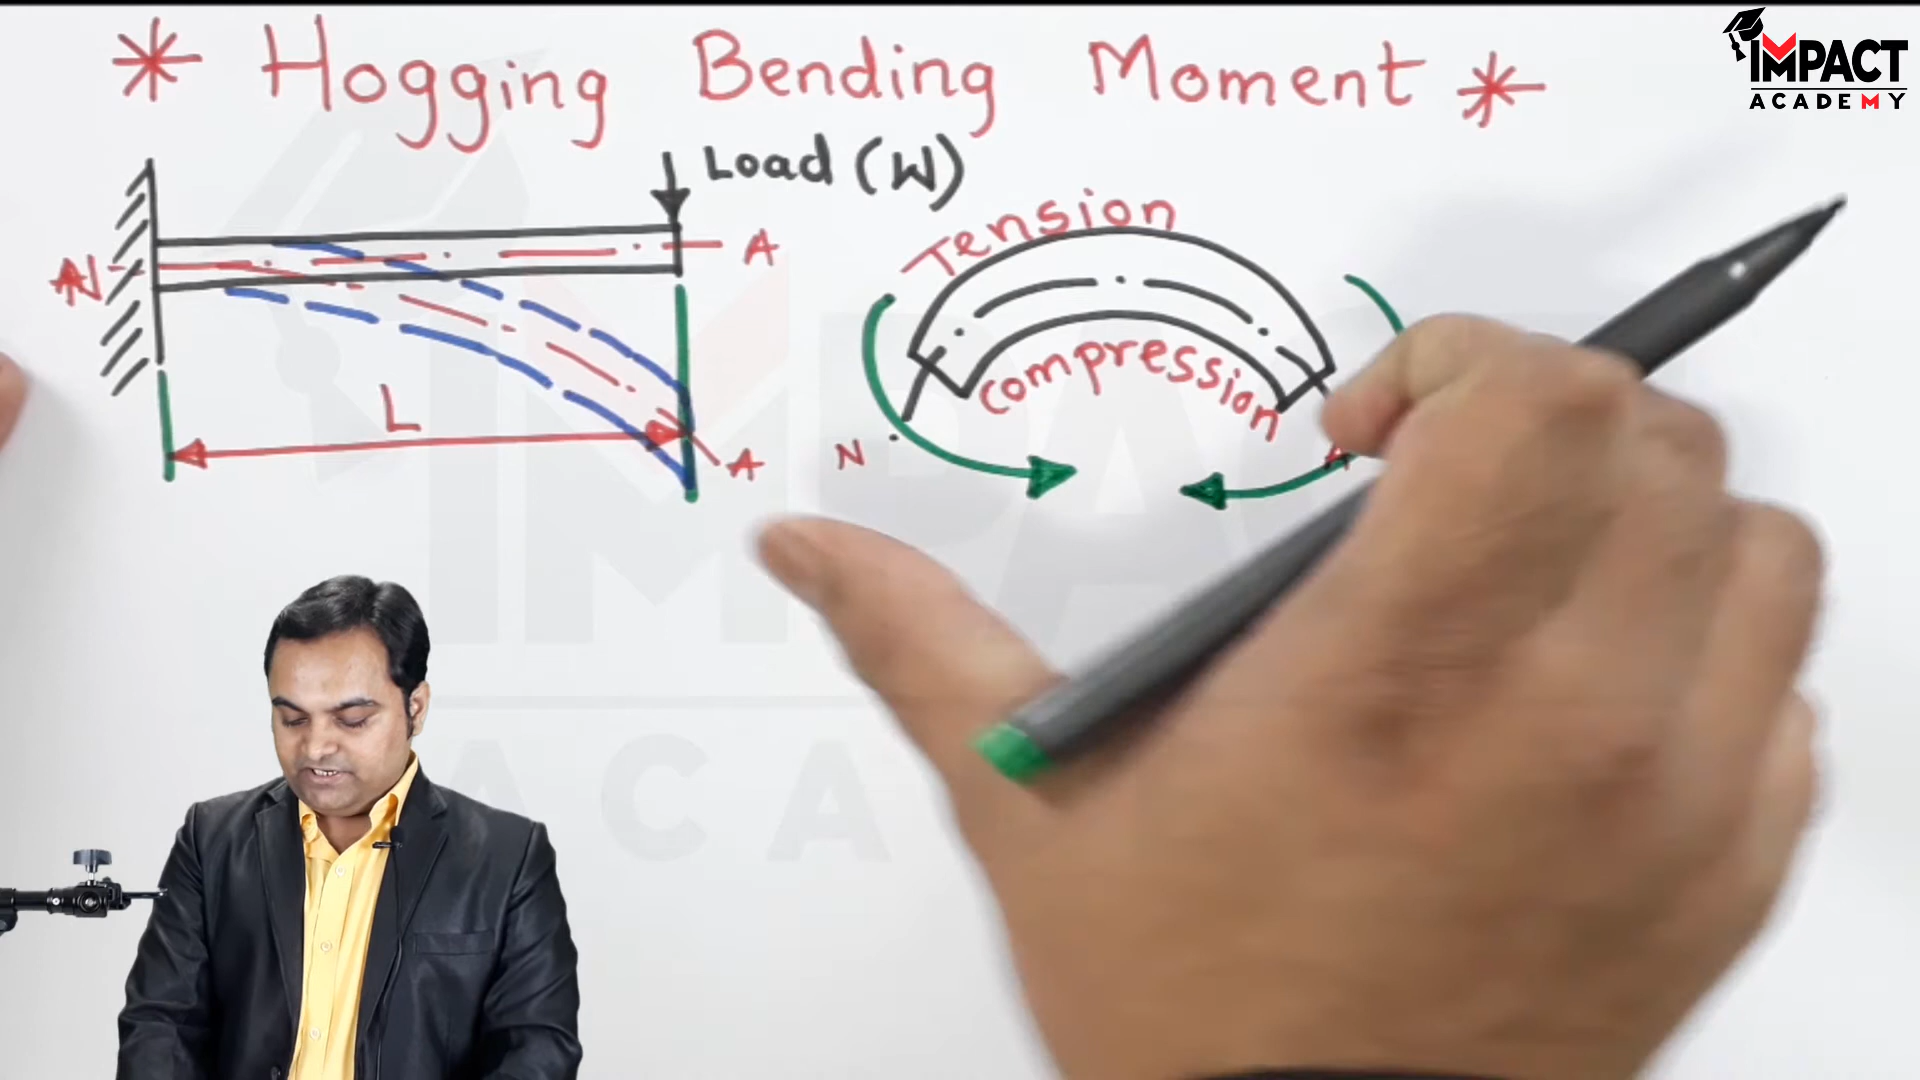 * Hogging Bending Moment *
IMPACT
ACADEMY
Load (W)
Tension
A
N
compression
L
A
N
A